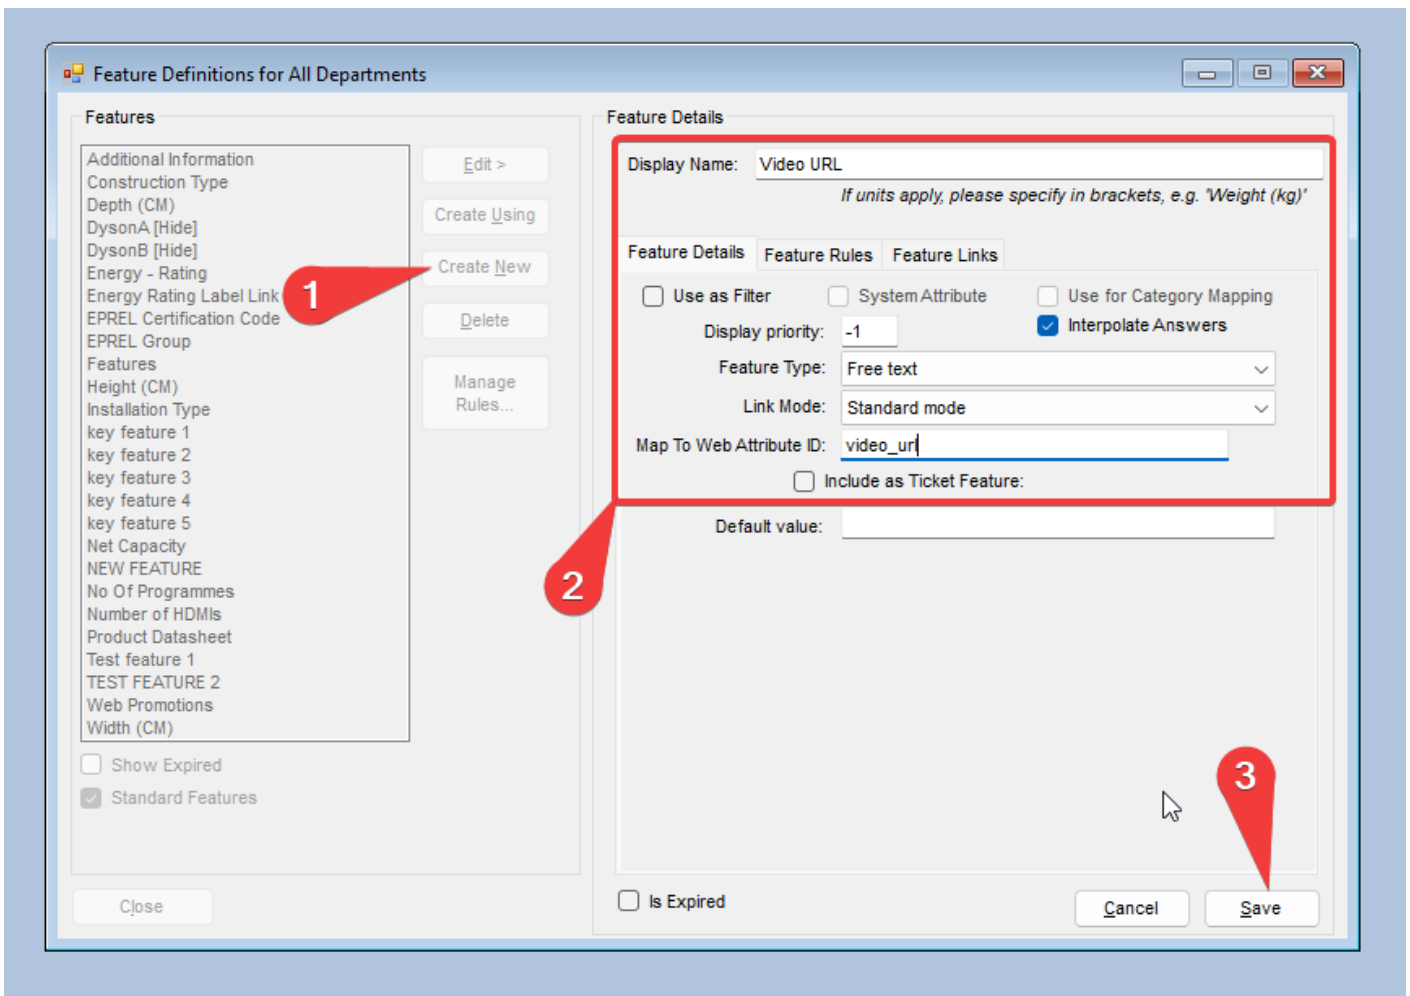 Feature Definitions for All Departments
Features
Additional Information
Construction Type
Depth (CM)
DysonA [Hide]
DysonB [Hide]
Energy - Rating
Energy Rating Label Link
EPREL Certification Code
EPREL Group
Features
Height (CM)
Installation Type
key feature 1
key feature 2
key feature 3
key feature 4
key feature 5
Net Capacity
NEW FEATURE
No Of Programmes
Number of HDMIs
Product Datasheet
Test feature 1
TEST FEATURE 2
Web Promotions
Width (CM)
Show Expired
Standard Features
Close
Edit >
Create Using
Create New
Delete
Manage
Rules...
1
Feature Details
Display Name: Video URL
If units apply, please specify in brackets, e.g. 'Weight (kg)'
Feature Details Feature Rules Feature Links
Use as Filter System Attribute Use for Category Mapping
Display priority: -1 Interpolate Answers
Feature Type: Free text
Link Mode: Standard mode
Map To Web Attribute ID: video_url
Include as Ticket Feature:
Default value:
2
3
Is Expired
Cancel Save